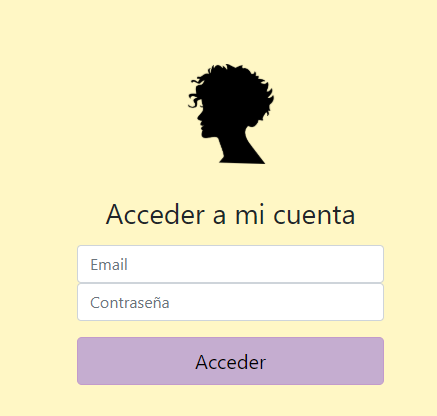 Acceder a mi cuenta
Email
Contraseña
Acceder